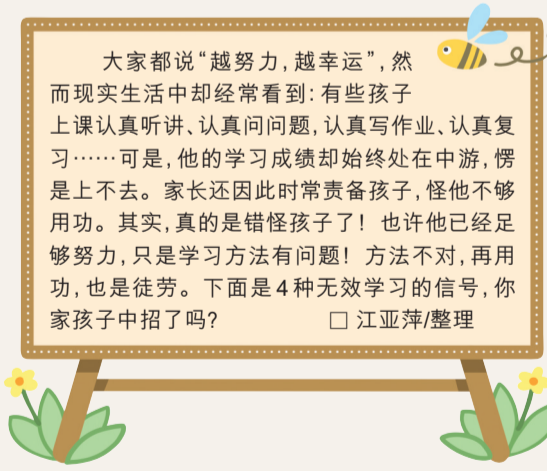 大家都说“越努力,越幸运”,然
而现实生活中却经常看到:有些孩子
上课认真听讲、认真问问题,认真写作业、认真复
习……可是,他的学习成绩却始终处在中游,愣
是上不去。家长还因此时常责备孩子,怪他不够
用功。其实,真的是错怪孩子了！也许他已经足
够努力,只是学习方法有问题！方法不对,再用
功,也是徒劳。下面是4种无效学习的信号,你
家孩子中招了吗?　　□ 江亚萍/整理